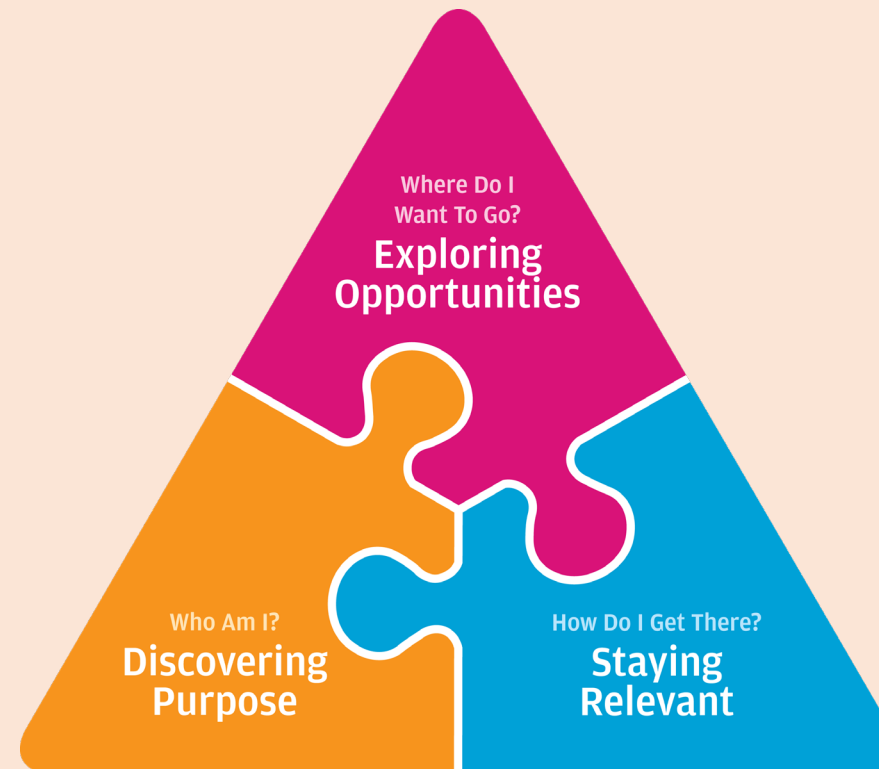 Where Do I
Want To Go?
Exploring
Opportunities
Who Am I?
Discovering
Purpose
How Do I Get There?
Staying
Relevant